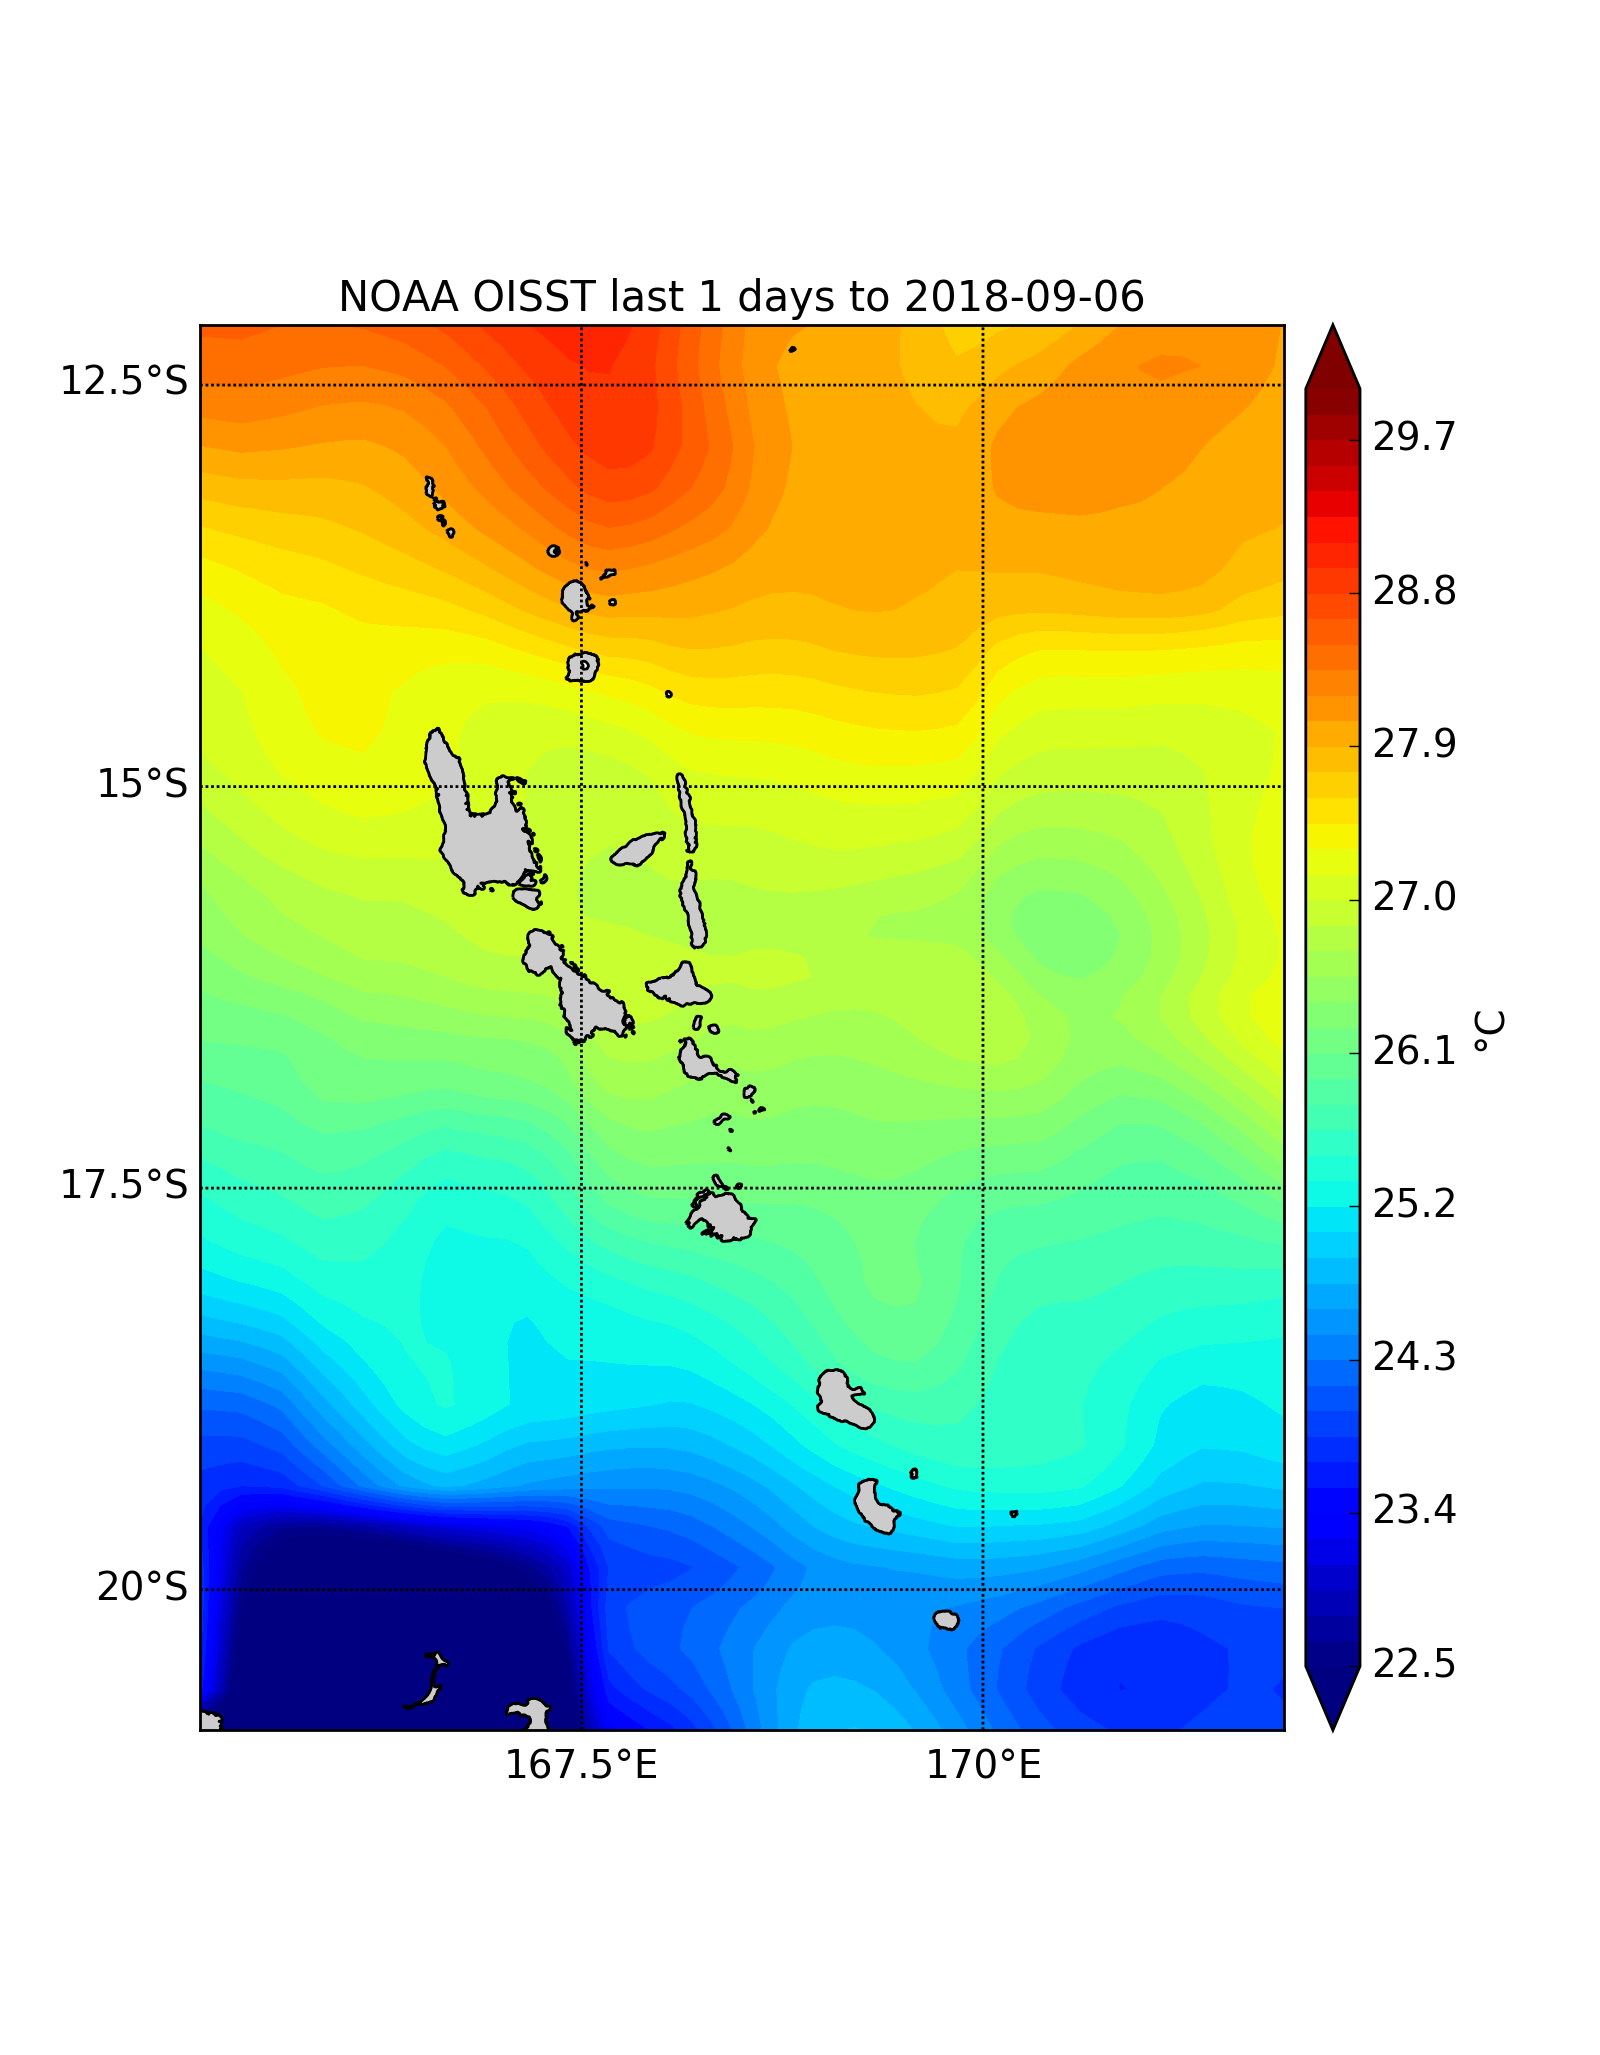 NOAA OISST last 1 days to 2018-09-06
12.5°S
15°S
17.5°S
20°S
167.5°E
170°E
29.7
28.8
27.9
27.0
26.1
25.2
24.3
23.4
22.5
°C